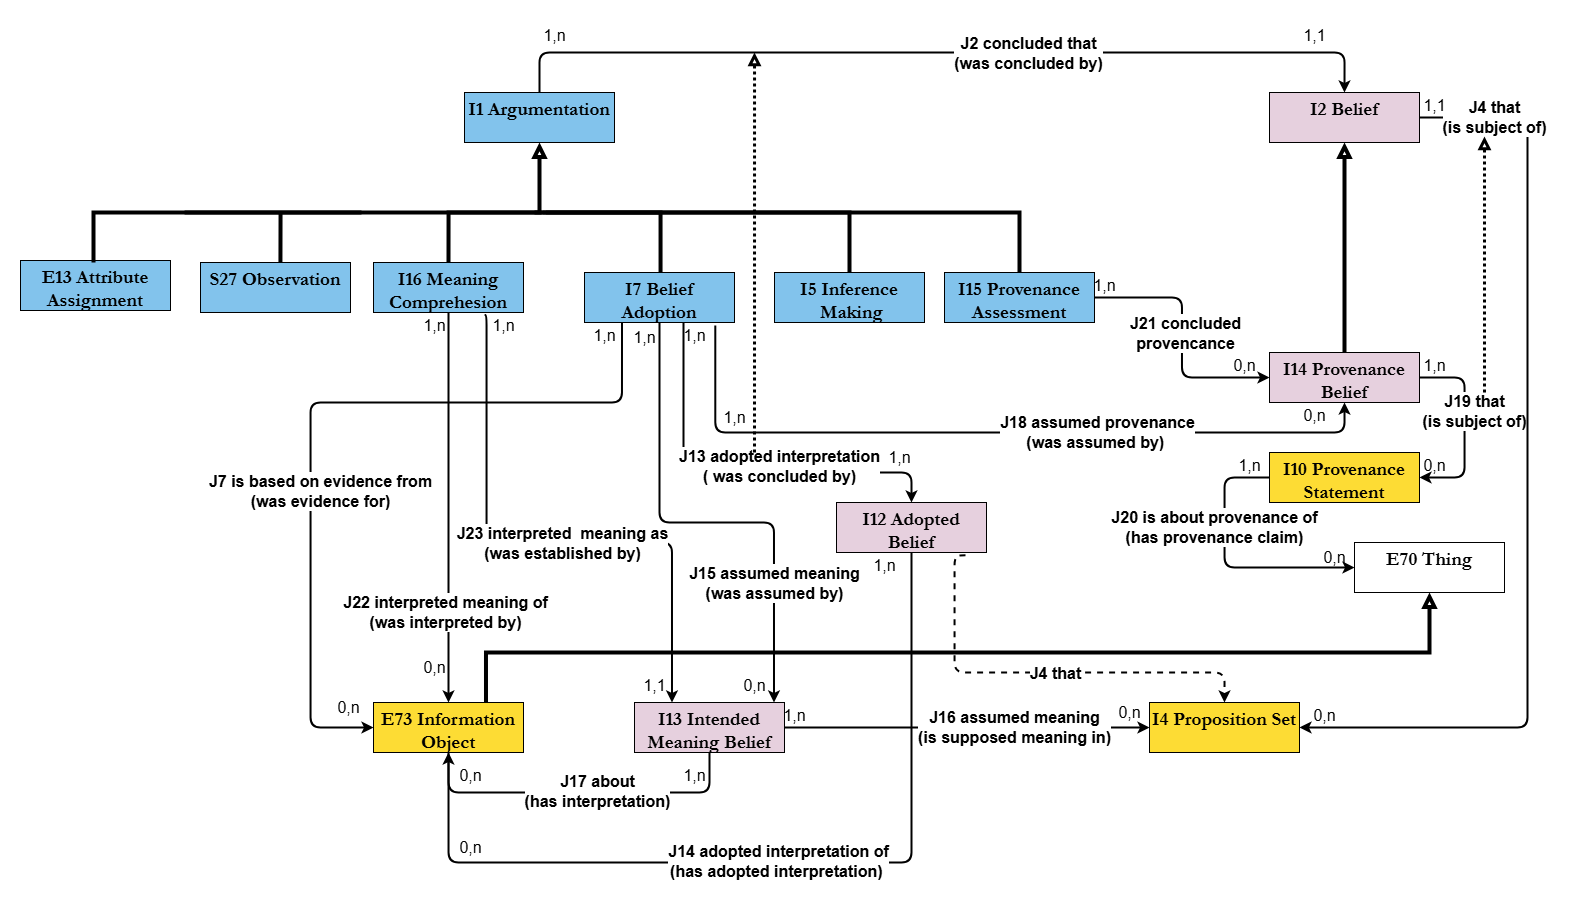 1,n
J2 concluded that
(was concluded by)
1,1
I1 Argumentation
I2 Belief
1,1
J4 that
(is subject of)
E13 Attribute
Assignment
S27 Observation
I16 Meaning
Comprehesion
I7 Belief
Adoption
I5 Inference
Making
I15 Provenance
Assessment
1,n
1,n
1,n
1,n
1,n
1,n
J21 concluded
provencance
0,n
I14 Provenance
Belief
1,n
J19 that
(is subject of)
1,n
J18 assumed provenance
(was assumed by)
0,n
J13 adopted interpretation
( was concluded by)
1,n
1,n
I10 Provenance
Statement
0,n
J7 is based on evidence from
(was evidence for)
J20 is about provenance of
(has provenance claim)
I12 Adopted
Belief
J23 interpreted  meaning as
(was established by)
0,n
E70 Thing
1,n
J15 assumed meaning
(was assumed by)
J22 interpreted meaning of
(was interpreted by)
0,n
J4 that
1,1
0,n
0,n
E73 Information
Object
I13 Intended
Meaning Belief
1,n
J16 assumed meaning
(is supposed meaning in)
0,n
I4 Proposition Set
0,n
0,n
J17 about
(has interpretation)
1,n
0,n
J14 adopted interpretation of
(has adopted interpretation)